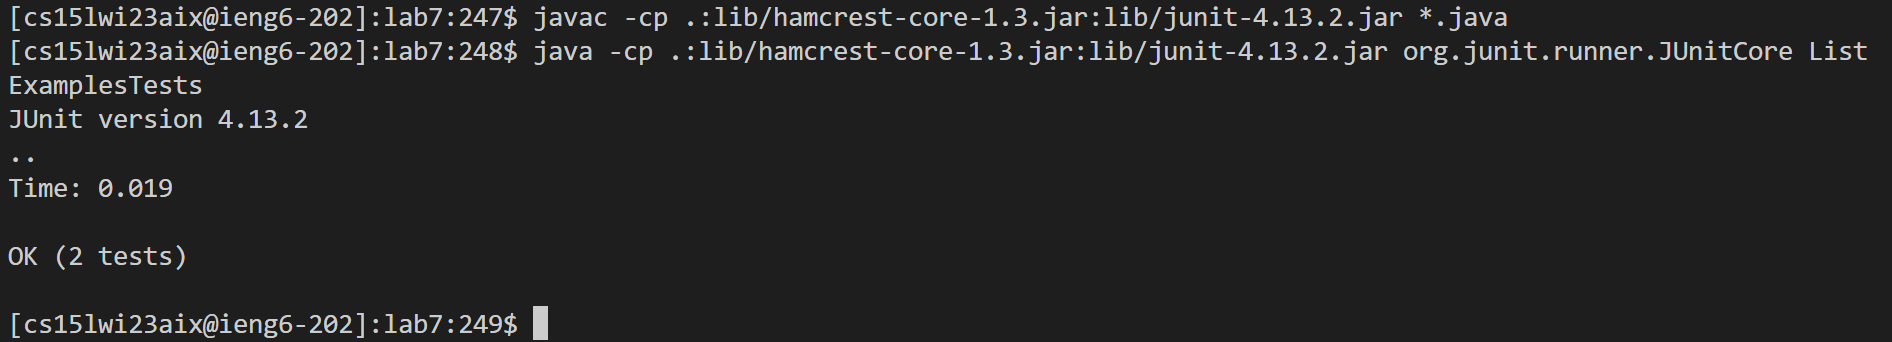 [cs15lwi23aix@ieng6-202]:lab7:247$ javac -cp .:lib/hamcrest-core-1.3.jar:lib/junit-4.13.2.jar *.java
[cs15lwi23aix@ieng6-202]:lab7:248$ java -cp .:lib/hamcrest-core-1.3.jar:lib/junit-4.13.2.jar org.junit.runner.JUnitCore List
ExamplesTests
JUnit version 4.13.2
..
Time: 0.019
OK (2 tests)
[cs15lwi23aix@ieng6-202]:lab7:249$